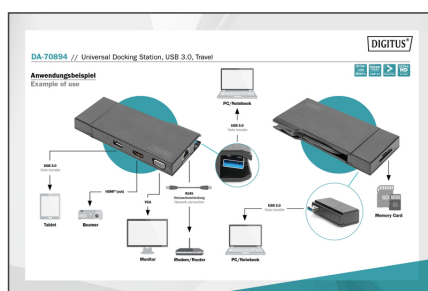 DIGITUS®
DA-70894 // Universal Docking Station, USB 3.0, Travel
Anwendungsbeispiel
Example of use
PC/Notebook
USB 3.0
Data transfer
USB 3.0
Data transfer
HDMI® (out)
VGA
RJ45
Netzwerkanbindung
Network connection
USB 3.0
Data transfer
Tablet
Beamer
Monitor
Modem/Router
PC/Notebook
Memory Card